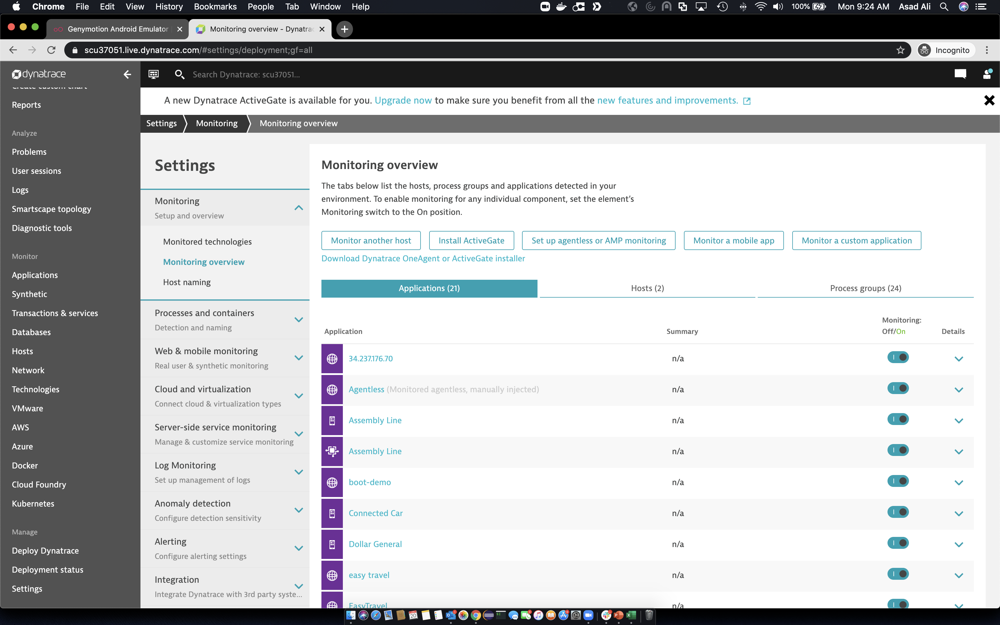 Chrome File Edit View History Bookmarks People Tab Window Help 100% Mon 9:24 AM Asad Ali
Genymotion Android Emulator
Monitoring overview - Dynatrac
scu37051.live.dynatrace.com/#settings/deployment;gf=all
Incognito
dynatrace
Search Dynatrace: scu37051...
Create custom chart
Reports
Analyze
Problems
User sessions
Logs
Smartscape topology
Diagnostic tools
Monitor
Applications
Synthetic
Transactions & services
Databases
Hosts
Network
Technologies
VMware
AWS
Azure
Docker
Cloud Foundry
Kubernetes
Manage
Deploy Dynatrace
Deployment status
Settings
A new Dynatrace ActiveGate is available for you. Upgrade now to make sure you benefit from all the new features and improvements.
Settings Monitoring Monitoring overview
Settings
Monitoring
Setup and overview
Monitored technologies
Monitoring overview
Host naming
Processes and containers
Detection and naming
Web & mobile monitoring
Real user & synthetic monitoring
Cloud and virtualization
Connect cloud & virtualization types
Server-side service monitoring
Manage & customize service monitoring
Log Monitoring
Set up management of logs
Anomaly detection
Configure detection sensitivity
Alerting
Configure alerting settings
Integration
Integrate Dynatrace with 3rd party syste...
Monitoring overview
The tabs below list the hosts, process groups and applications detected in your
environment. To enable monitoring for any individual component, set the element's
Monitoring switch to the On position.
Monitor another host Install ActiveGate Set up agentless or AMP monitoring Monitor a mobile app Monitor a custom application
Download Dynatrace OneAgent or ActiveGate installer
Applications (21) Hosts (2) Process groups (24)
Monitoring:
Application Summary Off/On Details
34.237.176.70 n/a
Agentless (Monitored agentless, manually injected) n/a
Assembly Line n/a
Assembly Line n/a
boot-demo n/a
Connected Car n/a
Dollar General n/a
easy travel n/a
EasyTravel n/a
20